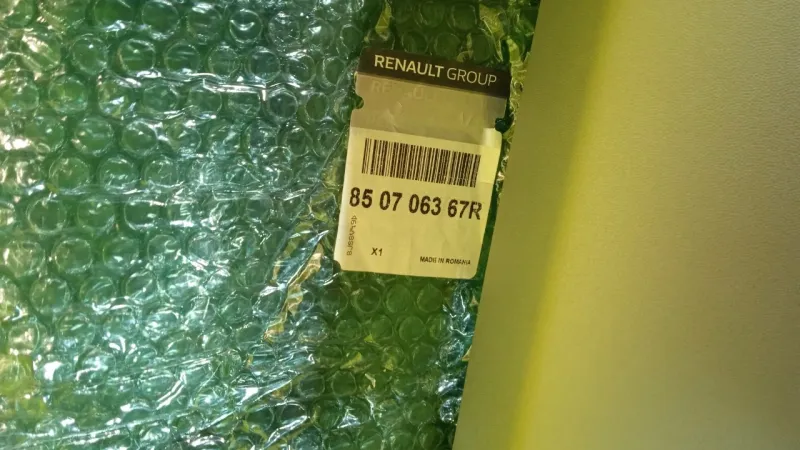 RENAULT GROUP
85 07 063 67R
X1
MADE IN ROMANIA